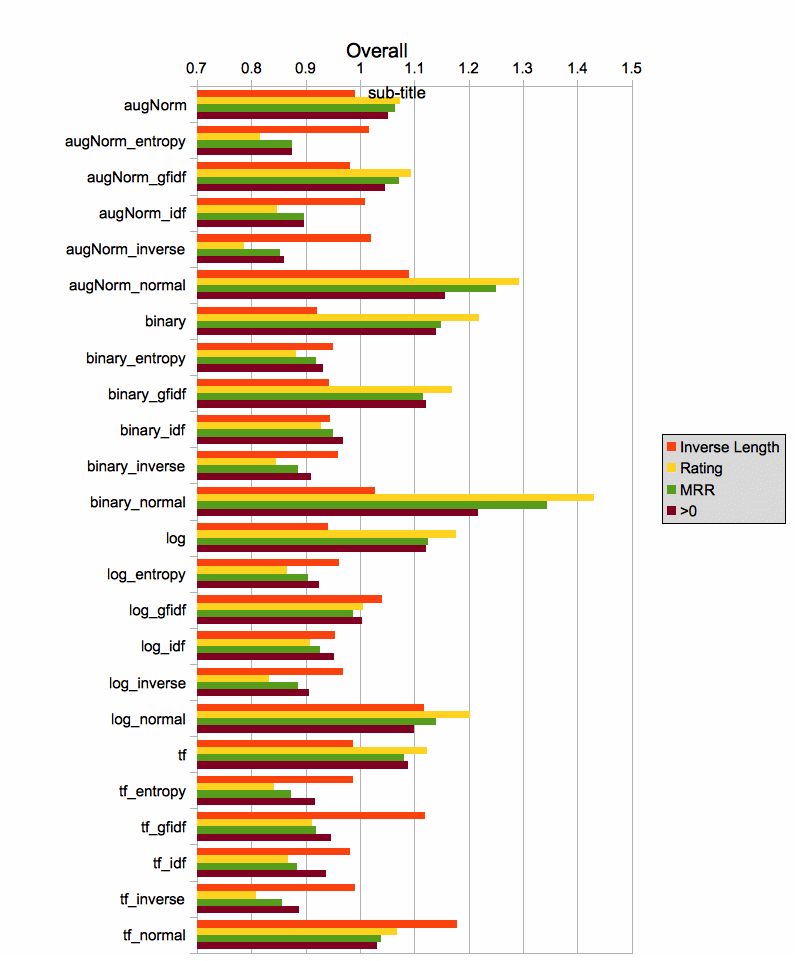 Overall
0.7 0.8 0.9 1 1.1 1.2 1.3 1.4 1.5
sub-title
augNorm
augNorm_entropy
augNorm_gfidf
augNorm_idf
augNorm_inverse
augNorm_normal
binary
binary_entropy
binary_gfidf
binary_idf
binary_inverse
binary_normal
log
log_entropy
log_gfidf
log_idf
log_inverse
log_normal
tf
tf_entropy
tf_gfidf
tf_idf
tf_inverse
tf_normal
Inverse Length
Rating
MRR
>0